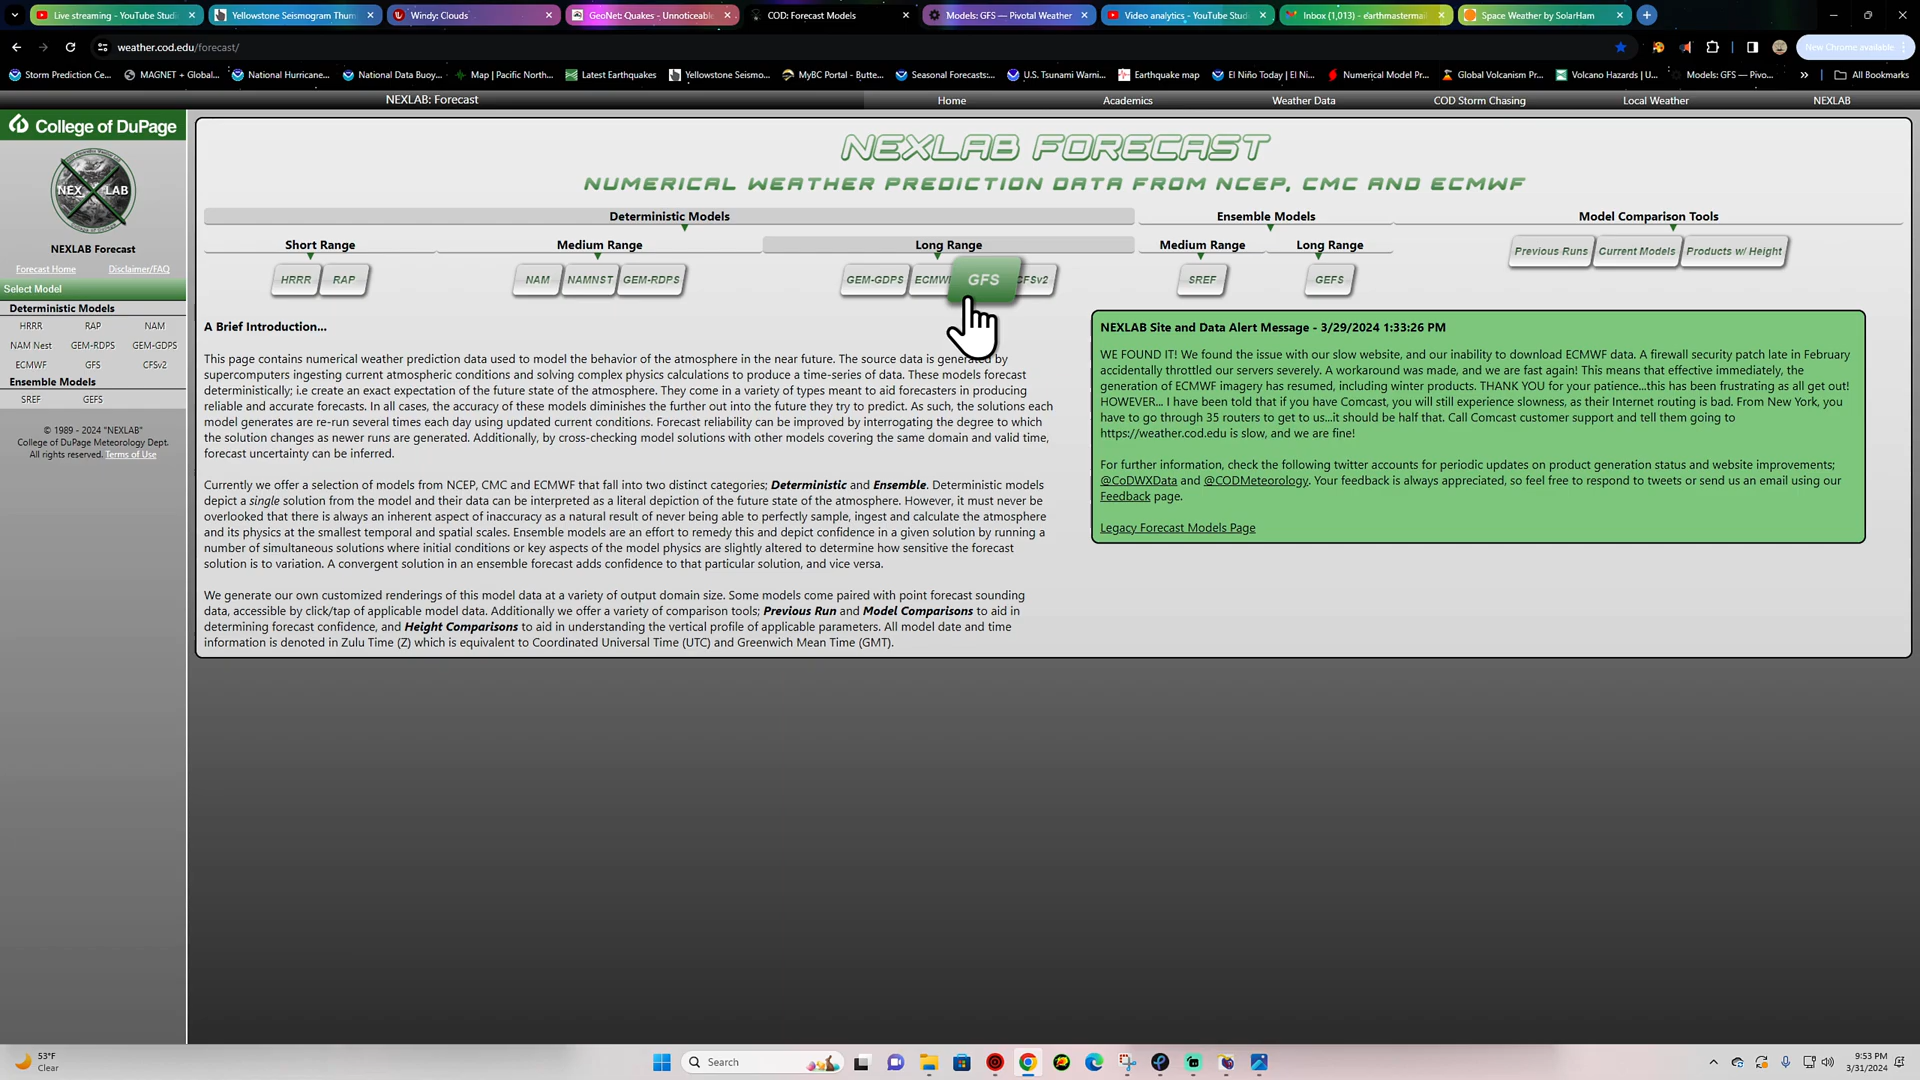 Live streaming - YouTube Stud
Yellowstone Seismogram Thum
Windy: Clouds
GeoNet: Quakes - Unnoticeable
COD: Forecast Models
Models: GFS — Pivotal Weather
Video analytics - YouTube Stud
Inbox (1,013) - earthmastermai
Space Weather by SolarHam
weather.cod.edu/forecast/
New Chrome available
Storm Prediction Ce...
MAGNET + Global...
National Hurricane...
National Data Buoy...
Map | Pacific North...
Latest Earthquakes
Yellowstone Seismo...
MyBC Portal - Butte...
Seasonal Forecasts:...
U.S. Tsunami Warni...
Earthquake map
El Niño Today | El Ni...
Numerical Model Pr...
Global Volcanism Pr...
Volcano Hazards | U...
Models: GFS — Pivo...
All Bookmarks
NEXLAB: Forecast
Home
Academics
Weather Data
COD Storm Chasing
Local Weather
NEXLAB
College of DuPage
NEX LAB
NEXLAB Forecast
Forecast Home Disclaimer/FAQ
Select Model
Deterministic Models
HRRR RAP NAM
NAM Nest GEM-RDPS GEM-GDPS
ECMWF GFS CFSv2
Ensemble Models
SREF GEFS
© 1989 - 2024 "NEXLAB"
College of DuPage Meteorology Dept.
All rights reserved. Terms of Use
NEXLAB FORECAST
NUMERICAL WEATHER PREDICTION DATA FROM NCEP, CMC AND ECMWF
Deterministic Models
Ensemble Models
Model Comparison Tools
Short Range
Medium Range
Long Range
Medium Range
Long Range
Previous Runs Current Models Products w/ Height
HRRR RAP
NAM NAMNST GEM-RDPS
GEM-GDPS ECMW GFS CFSv2
SREF
GEFS
A Brief Introduction...
This page contains numerical weather prediction data used to model the behavior of the atmosphere in the near future. The source data is generated by
supercomputers ingesting current atmospheric conditions and solving complex physics calculations to produce a time-series of data. These models forecast
deterministically; i.e create an exact expectation of the future state of the atmosphere. They come in a variety of types meant to aid forecasters in producing
reliable and accurate forecasts. In all cases, the accuracy of these models diminishes the further out into the future they try to predict. As such, the solutions each
model generates are re-run several times each day using updated current conditions. Forecast reliability can be improved by interrogating the degree to which
the solution changes as newer runs are generated. Additionally, by cross-checking model solutions with other models covering the same domain and valid time,
forecast uncertainty can be inferred.
Currently we offer a selection of models from NCEP, CMC and ECMWF that fall into two distinct categories; Deterministic and Ensemble. Deterministic models
depict a single solution from the model and their data can be interpreted as a literal depiction of the future state of the atmosphere. However, it must never be
overlooked that there is always an inherent aspect of inaccuracy as a natural result of never being able to perfectly sample, ingest and calculate the atmosphere
and its physics at the smallest temporal and spatial scales. Ensemble models are an effort to remedy this and depict confidence in a given solution by running a
number of simultaneous solutions where initial conditions or key aspects of the model physics are slightly altered to determine how sensitive the forecast
solution is to variation. A convergent solution in an ensemble forecast adds confidence to that particular solution, and vice versa.
We generate our own customized renderings of this model data at a variety of output domain size. Some models come paired with point forecast sounding
data, accessible by click/tap of applicable model data. Additionally we offer a variety of comparison tools; Previous Run and Model Comparisons to aid in
determining forecast confidence, and Height Comparisons to aid in understanding the vertical profile of applicable parameters. All model date and time
information is denoted in Zulu Time (Z) which is equivalent to Coordinated Universal Time (UTC) and Greenwich Mean Time (GMT).
NEXLAB Site and Data Alert Message - 3/29/2024 1:33:26 PM
WE FOUND IT! We found the issue with our slow website, and our inability to download ECMWF data. A firewall security patch late in February
accidentally throttled our servers severely. A workaround was made, and we are fast again! This means that effective immediately, the
generation of ECMWF imagery has resumed, including winter products. THANK YOU for your patience...this has been frustrating as all get out!
HOWEVER... I have been told that if you have Comcast, you will still experience slowness, as their Internet routing is bad. From New York, you
have to go through 35 routers to get to us...it should be half that. Call Comcast customer support and tell them going to
https://weather.cod.edu is slow, and we are fine!
For further information, check the following twitter accounts for periodic updates on product generation status and website improvements;
@CoDWXData and @CODMeteorology. Your feedback is always appreciated, so feel free to respond to tweets or send us an email using our
Feedback page.
Legacy Forecast Models Page
53°F
Clear
Search
9:53 PM
3/31/2024